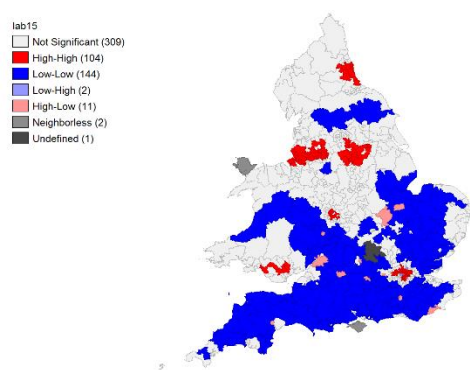 lab15
Not Significant (309)
High-High (104)
Low-Low (144)
Low-High (2)
High-Low (11)
Neighborless (2)
Undefined (1)